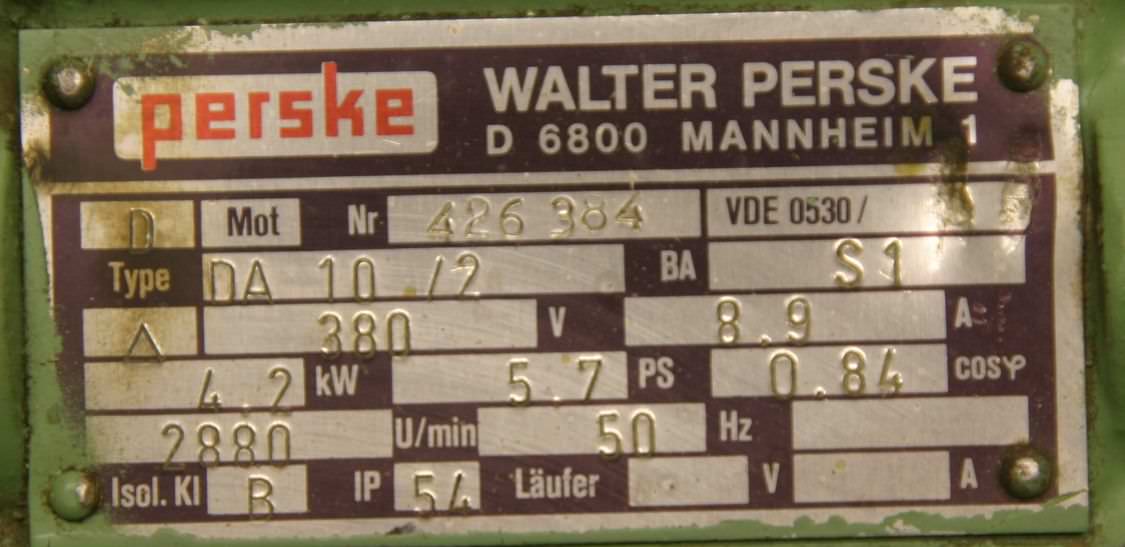 perske WALTER PERSKE
D 6800 MANNHEIM 1
D Mot Nr 426 384 VDE 0530/
Type DA 10 /2 BA S1
△ 380 V 8.9 A
4.2 kW 5.7 PS 0.84 cosφ
2880 U/min 50 Hz
Isol. Kl B IP 54 Läufer V A